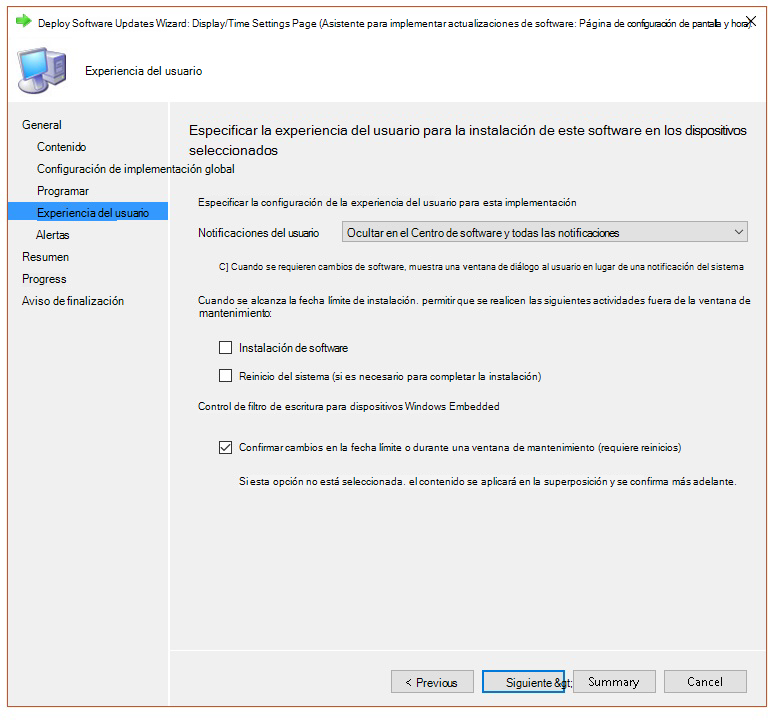 Deploy Software Updates Wizard: Display/Time Settings Page (Asistente para implementar actualizaciones de software: Página de configuración de pantalla y hora)
Experiencia del usuario
General
Contenido
Configuración de implementación global
Programar
Experiencia del usuario
Alertas
Resumen
Progress
Aviso de finalización
Especificar la experiencia del usuario para la instalación de este software en los dispositivos
seleccionados
Especificar la configuración de la experiencia del usuario para esta implementación
Notificaciones del usuario
Ocultar en el Centro de software y todas las notificaciones
C] Cuando se requieren cambios de software, muestra una ventana de diálogo al usuario en lugar de una notificación del sistema
Cuando se alcanza la fecha límite de instalación. permitir que se realicen las siguientes actividades fuera de la ventana de
mantenimiento:
Instalación de software
Reinicio del sistema (si es necesario para completar la instalación)
Control de filtro de escritura para dispositivos Windows Embedded
Confirmar cambios en la fecha límite o durante una ventana de mantenimiento (requiere reinicios)
Si esta opción no está seleccionada. el contenido se aplicará en la superposición y se confirma más adelante.
< Previous
Siguiente &gt;
Summary
Cancel